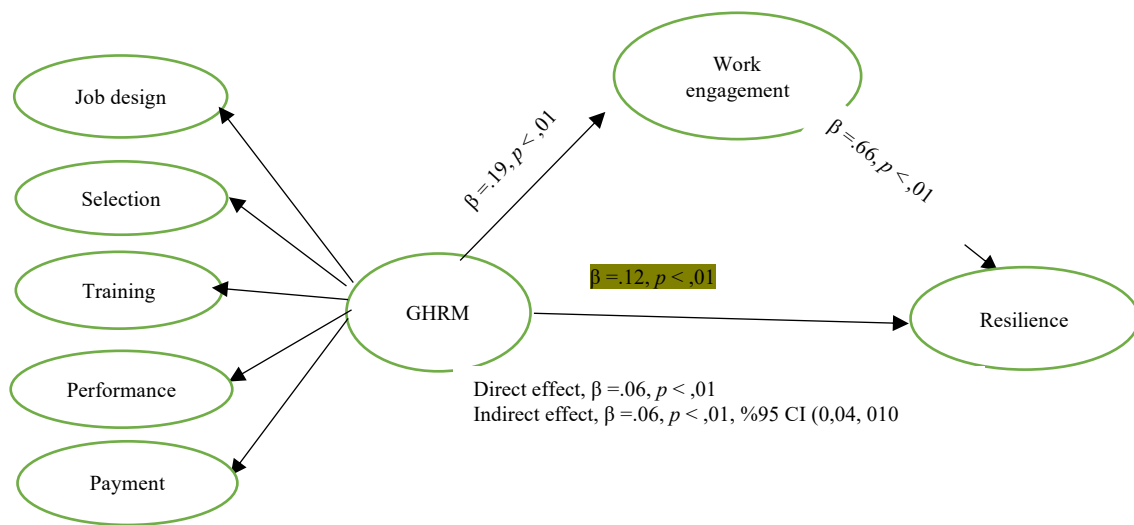 Work
engagement
Job design
β =.19, p < ,01
β =.66, p < ,01
Selection
Training
β =.12, p < ,01
GHRM
Resilience
Performance
Direct effect, β =.06, p < ,01
Indirect effect, β =.06, p < ,01, %95 CI (0,04, 010
Payment